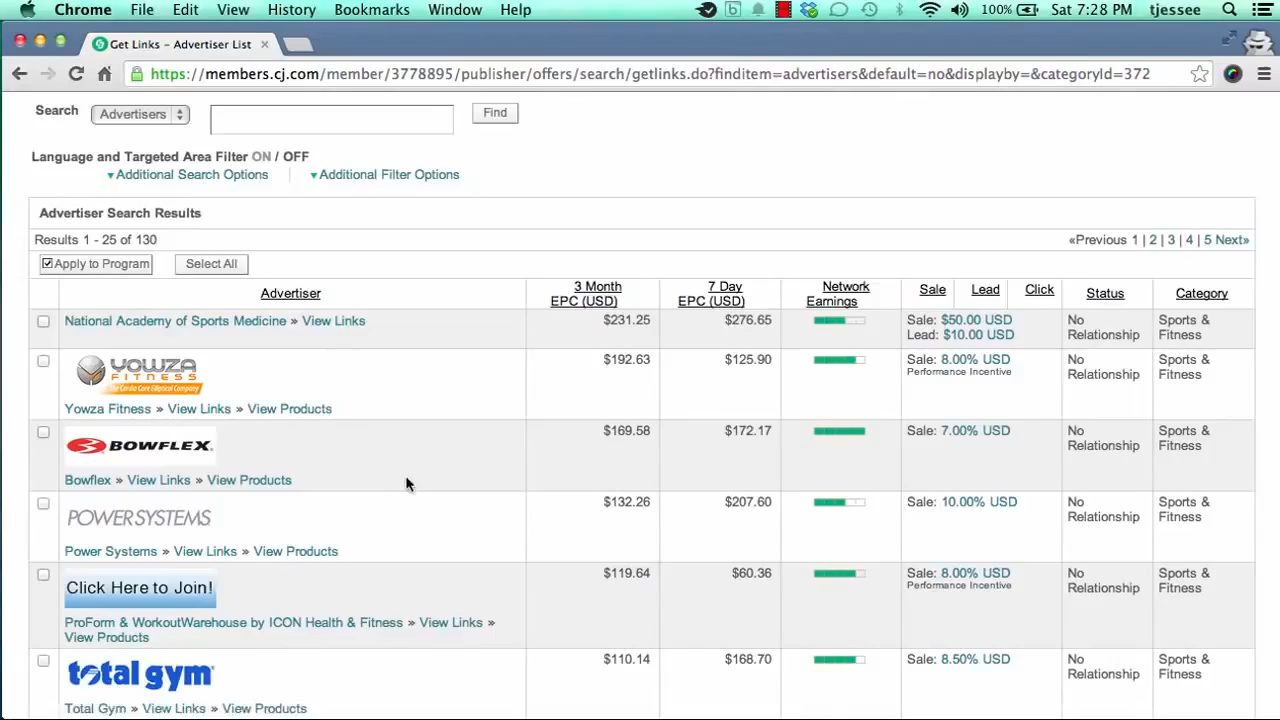 Chrome File Edit View History Bookmarks Window Help 100% Sat 7:28 PM tjessee
Get Links – Advertiser List
https://members.cj.com/member/3778895/publisher/offers/search/getlinks.do?finditem=advertisers&default=no&displayby=&categoryId=372
Search Advertisers Find
Language and Targeted Area Filter ON / OFF
Additional Search Options Additional Filter Options
Advertiser Search Results
Results 1 - 25 of 130 «Previous 1 | 2 | 3 | 4 | 5 Next»
Apply to Program Select All
Advertiser 3 Month EPC (USD) 7 Day EPC (USD) Network Earnings Sale Lead Click Status Category
National Academy of Sports Medicine » View Links $231.25 $276.65 Sale: $50.00 USD No Sports &
Lead: $10.00 USD Relationship Fitness
YOWZA FITNESS The Cardio Core Elliptical Company $192.63 $125.90 Sale: 8.00% USD No Sports &
Performance Incentive Relationship Fitness
Yowza Fitness » View Links » View Products
BOWFLEX. $169.58 $172.17 Sale: 7.00% USD No Sports &
Relationship Fitness
Bowflex » View Links » View Products
POWER SYSTEMS $132.26 $207.60 Sale: 10.00% USD No Sports &
Relationship Fitness
Power Systems » View Links » View Products
Click Here to Join! $119.64 $60.36 Sale: 8.00% USD No Sports &
Performance Incentive Relationship Fitness
ProForm & WorkoutWarehouse by ICON Health & Fitness » View Links »
View Products
total gym $110.14 $168.70 Sale: 8.50% USD No Sports &
Relationship Fitness
Total Gym » View Links » View Products